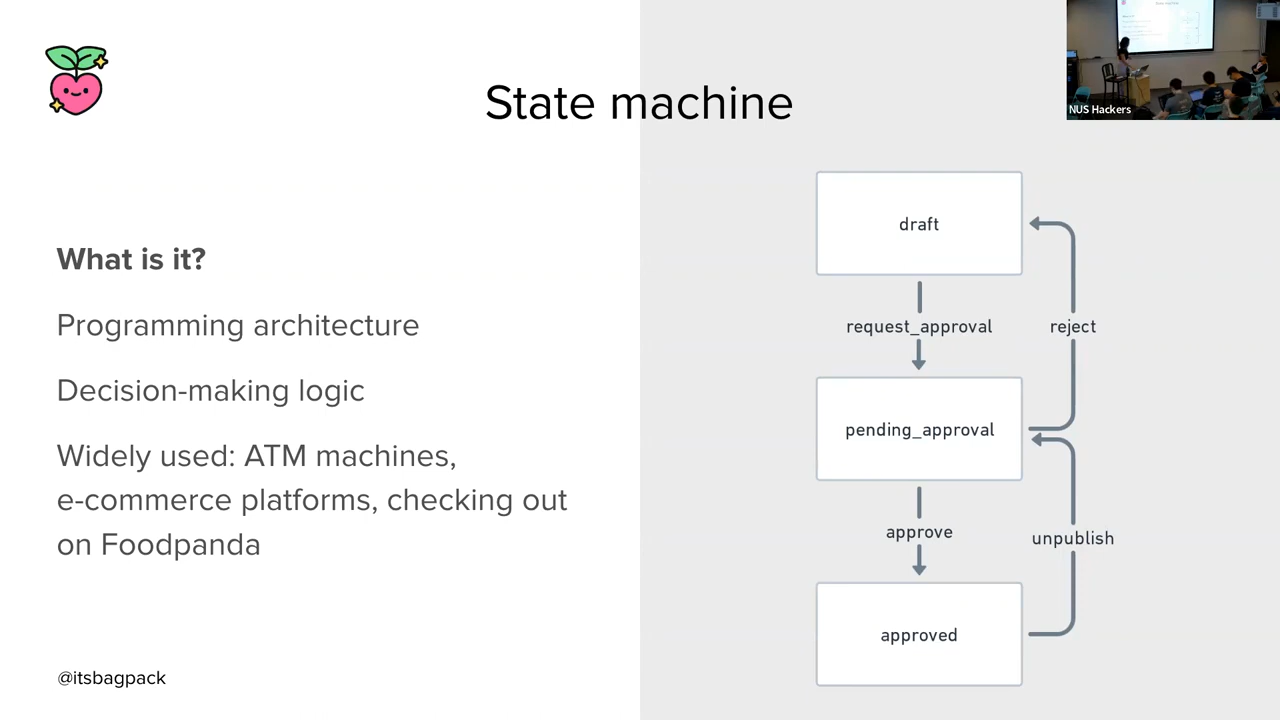 State machine
NUS Hackers
What is it?
Programming architecture
Decision-making logic
Widely used: ATM machines,
e-commerce platforms, checking out
on Foodpanda
@itsbagpack
draft
request_approval
reject
pending_approval
approve
unpublish
approved